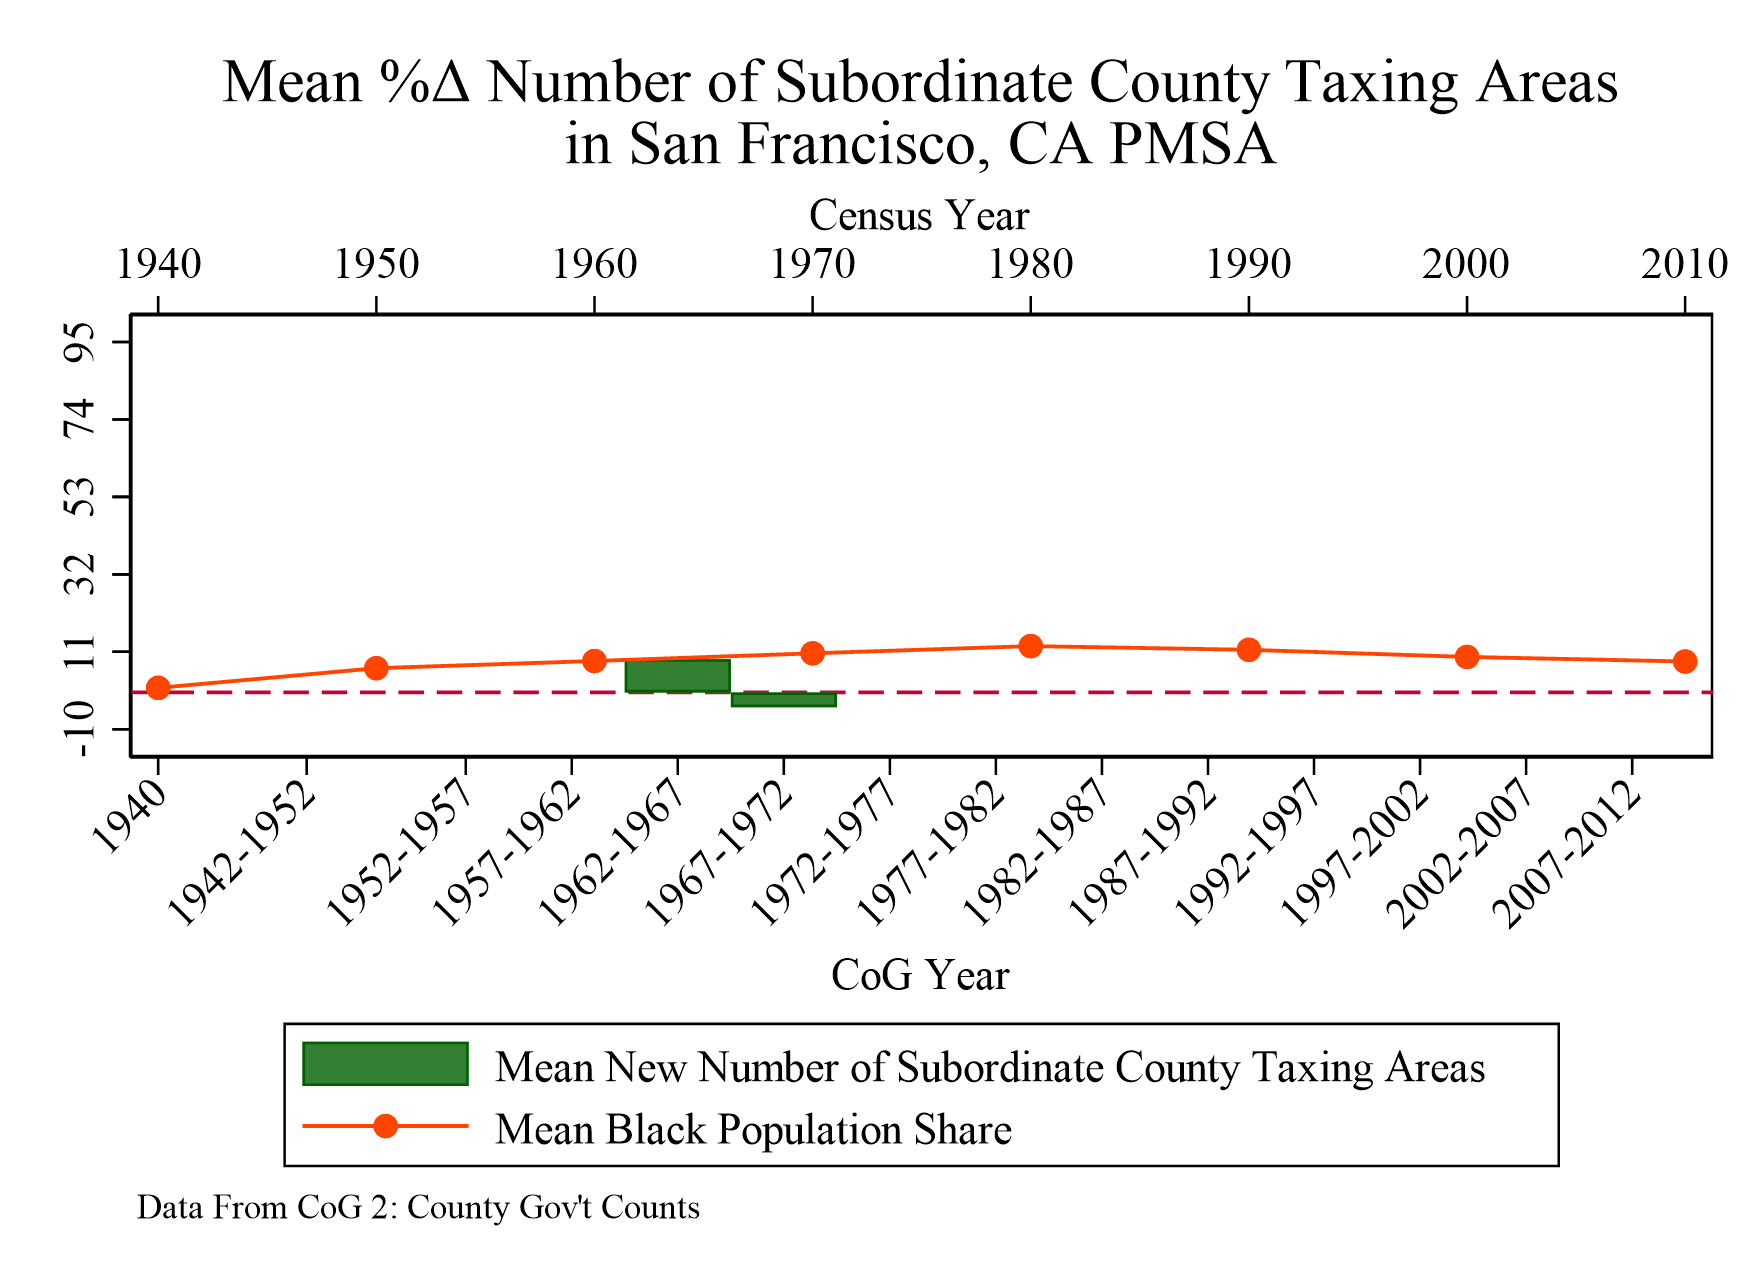 Mean %Δ Number of Subordinate County Taxing Areas
in San Francisco, CA PMSA
Census Year
1940 1950 1960 1970 1980 1990 2000 2010
95
74
53
32
11
-10
1940 1942-1952 1952-1957 1957-1962 1962-1967 1967-1972 1972-1977 1977-1982 1982-1987 1987-1992 1992-1997 1997-2002 2002-2007 2007-2012
CoG Year
Mean New Number of Subordinate County Taxing Areas
Mean Black Population Share
Data From CoG 2: County Gov't Counts